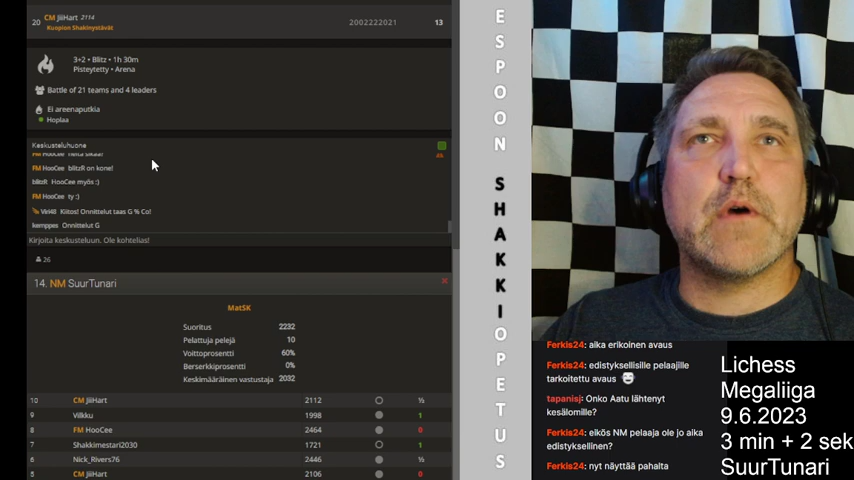 20 CM JiiHart 2114 2002222021 13
Kuopion Shakinystävät
3+2 • Blitz • 1h 30m
Pisteytetty • Arena
Battle of 21 teams and 4 leaders
Ei areenaputkia
Hoplaa
Keskusteluhuone
FM HooCee
FM HooCee blitzR on kone!
blitzR HooCee myös :)
FM HooCee ty :)
Vei48 Kiitos! Onnittelut taas G % Co!
kemppes Onnittelut G
Kirjoita keskusteluun. Ole kohtelias!
26
14. NM SuurTunari
MatSK
Suoritus 2232
Pelattuja pelejä 10
Voittoprosentti 60%
Berserkkiprosentti 0%
Keskimääräinen vastustaja 2032
10 CM JiiHart 2112 ½
9 Vilkku 1998 1
8 FM HooCee 2464 0
7 Shakkimestari2030 1721 1
6 Nick_Rivers76 2446 ½
5 CM JiiHart 2106 0
ESPOON
SHAKKIOPETUS
Ferkis24: aika erikoinen avaus
Ferkis24: edistyksellisille pelaajille
tarkoitettu avaus
tapanisj: Onko Aatu lähtenyt
kesälomille?
Ferkis24: eikös NM pelaaja ole jo aika
edistyksellinen?
Ferkis24: nyt näyttää pahalta
Lichess
Megaliiga
9.6.2023
3 min + 2 sek
SuurTunari